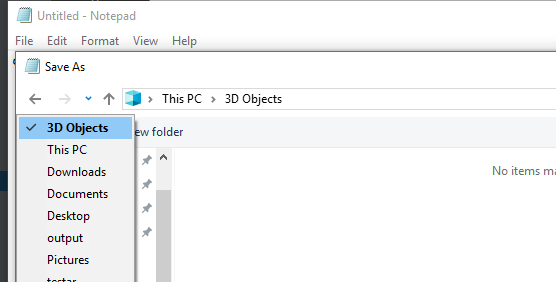 Untitled - Notepad
File Edit Format View Help
Save As
This PC > 3D Objects
3D Objects
ew folder
This PC
Downloads
No items ma
Documents
Desktop
output
Pictures